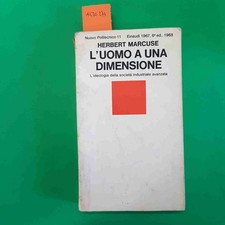 Nuovo Politecnico 11 Einaudi 1967, 6ª ed., 1968
HERBERT MARCUSE
L'UOMO A UNA
DIMENSIONE
L'ideologia della società industriale avanzata